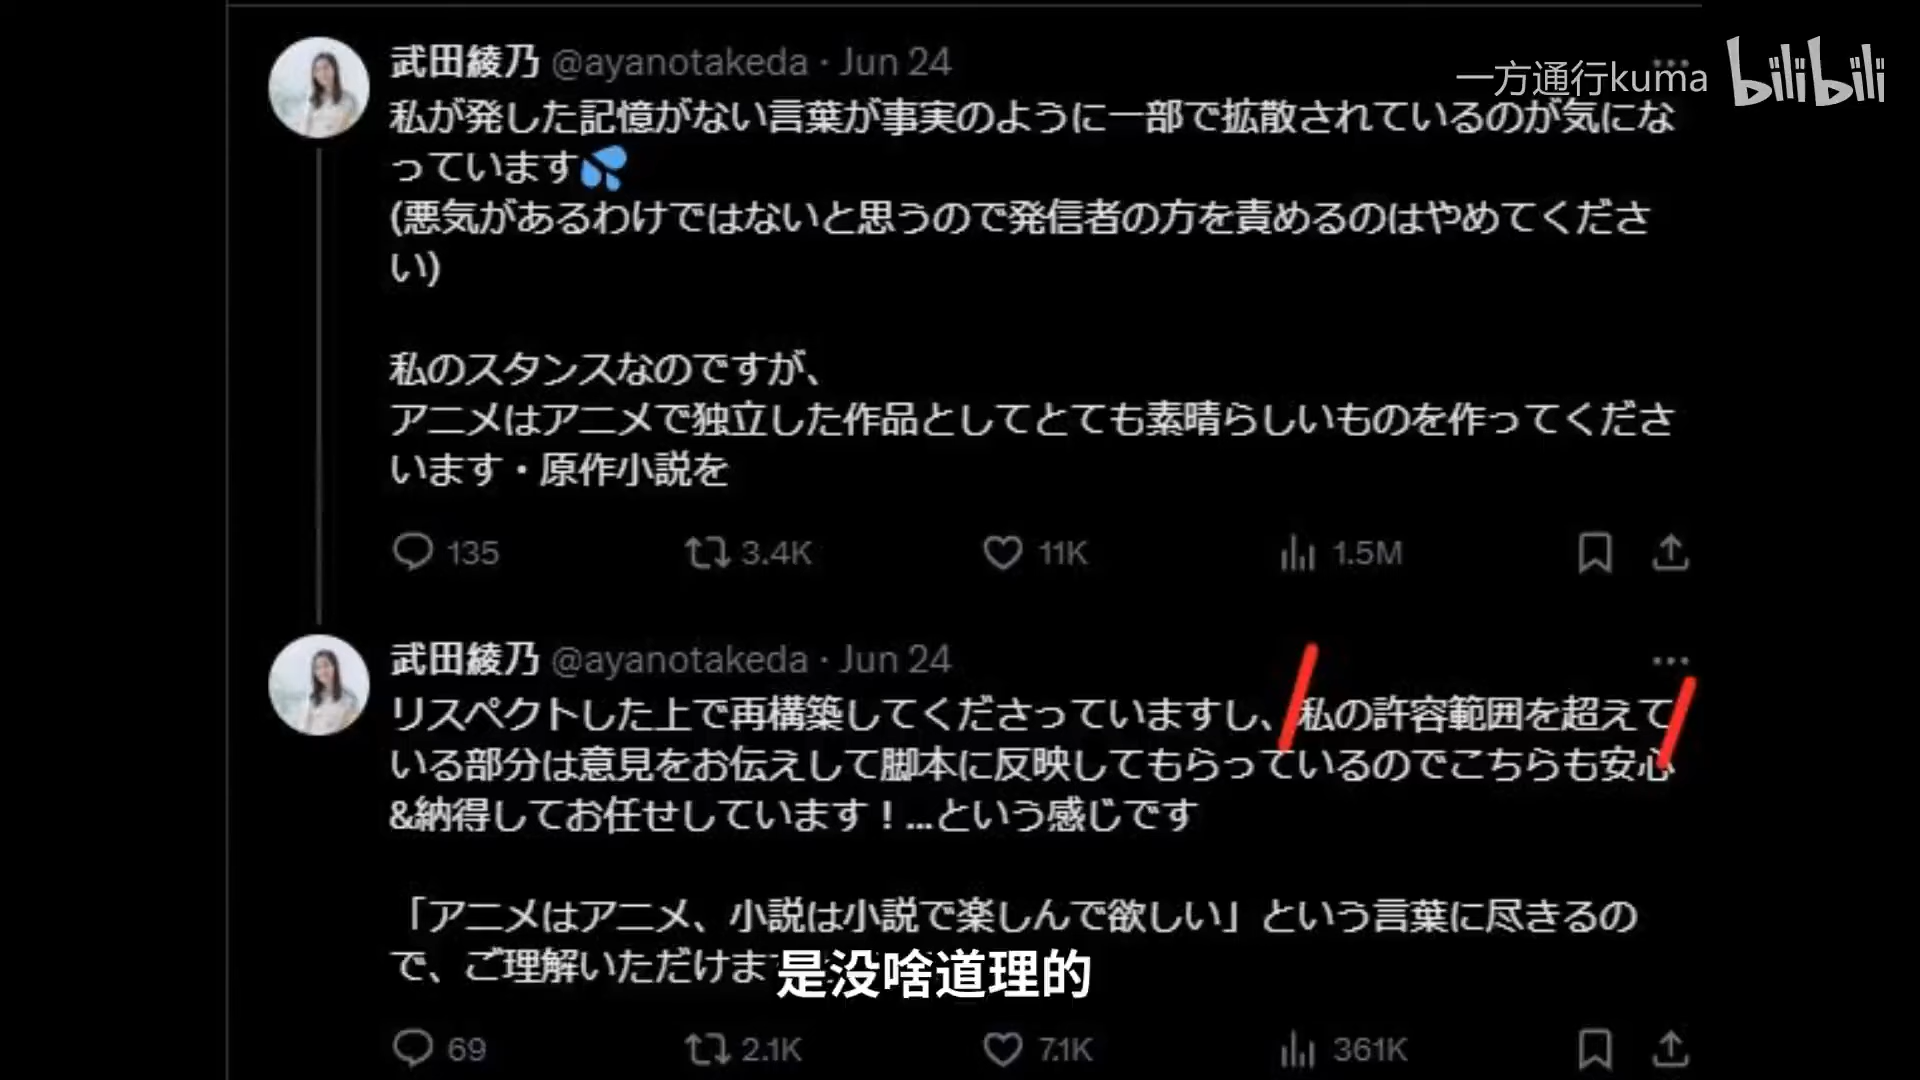 武田綾乃 @ayanotakeda · Jun 24
一方通行kuma bilibili
私が発した記憶がない言葉が事実のように一部で拡散されているのが気にな
っています💦
(悪気があるわけではないと思うので発信者の方を責めるのはやめてくださ
い)
私のスタンスなのですが、
アニメはアニメで独立した作品としてとても素晴らしいものを作ってくださ
います・原作小説を
135 3.4K 11K 1.5M
武田綾乃 @ayanotakeda · Jun 24
リスペクトした上で再構築してくださっていますし、私の許容範囲を超えて
いる部分は意見をお伝えして脚本に反映してもらっているのでこちらも安心
&納得してお任せしています！...という感じです
「アニメはアニメ、小説は小説で楽しんで欲しい」という言葉に尽きるの
で、ご理解いただけま
是没啥道理的
69 2.1K 7.1K 361K